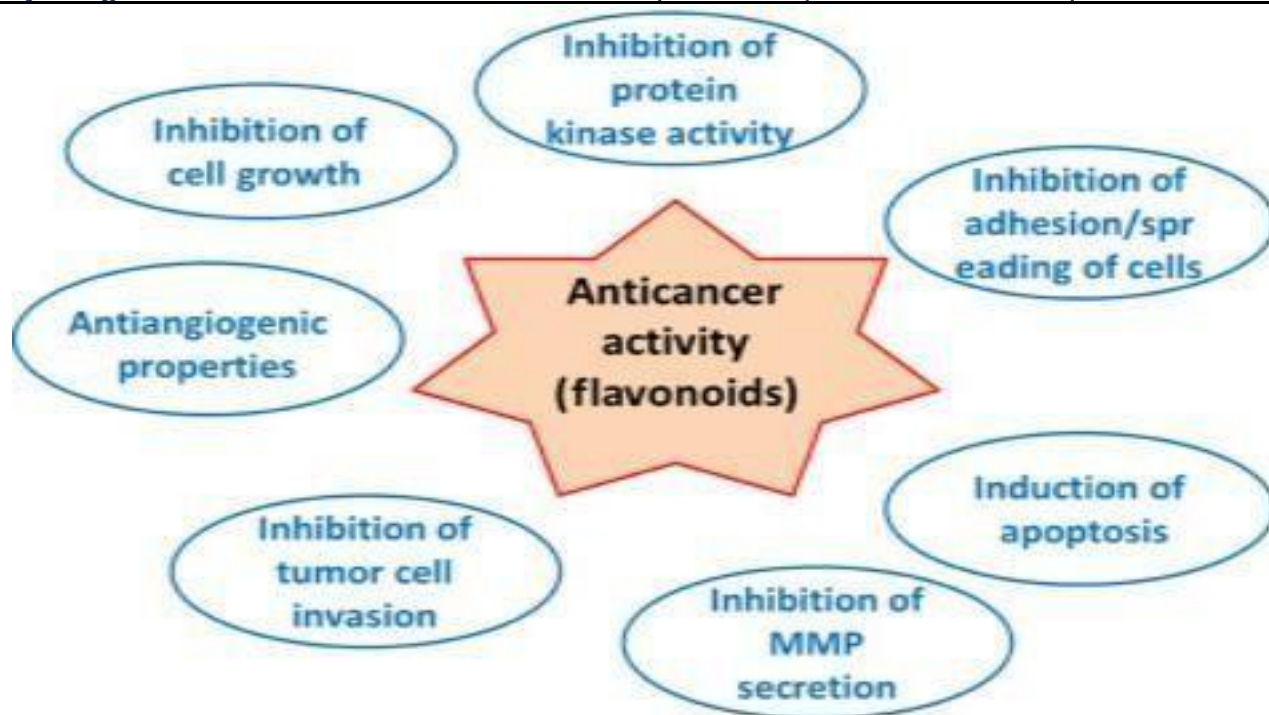 Inhibition of
protein
kinase activity
Inhibition of
cell growth
Inhibition of
adhesion/spr
eading of cells
Anticancer
activity
(flavonoids)
Antiangiogenic
properties
Induction of
apoptosis
Inhibition of
tumor cell
invasion
Inhibition of
MMP
secretion